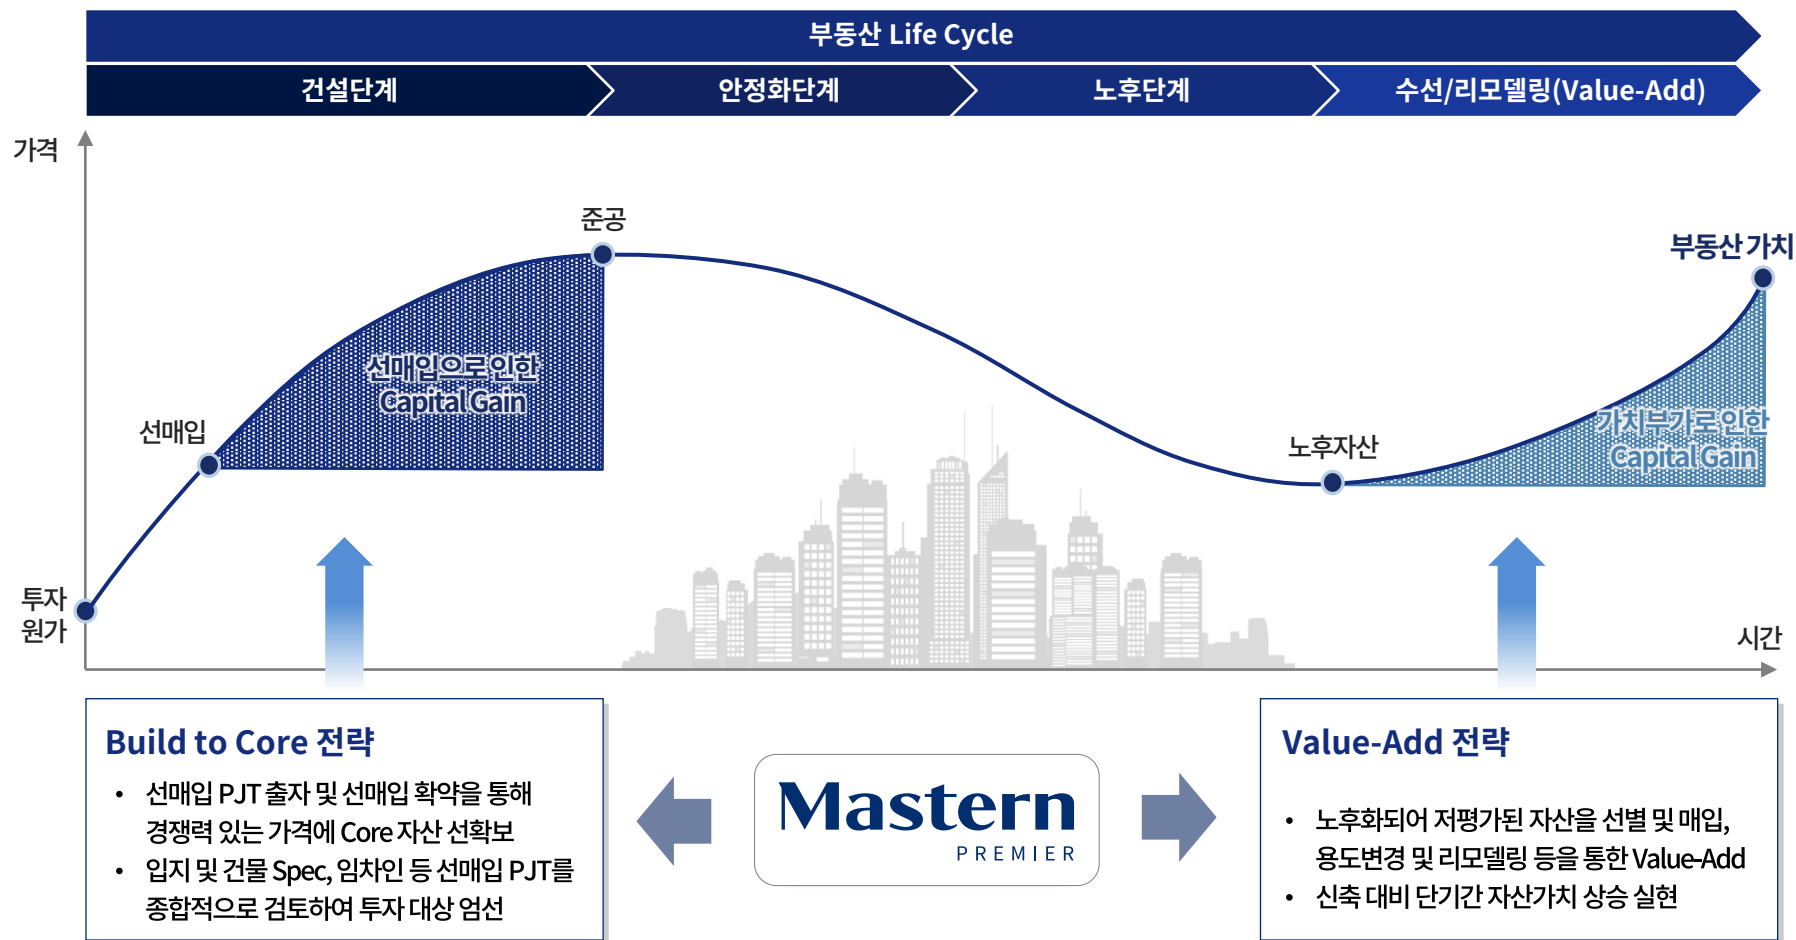 부동산 Life Cycle
건설단계
안정화단계
노후단계
수선/리모델링(Value-Add)
가격
준공
부동산 가치
선매입으로 인한
Capital Gain
선매입
노후자산
가치부가로 인한
Capital Gain
투자
원가
시간
Build to Core 전략
• 선매입 PJT 출자 및 선매입 확약을 통해
경쟁력 있는 가격에 Core 자산 선확보
• 입지 및 건물 Spec, 임차인 등 선매입 PJT를
종합적으로 검토하여 투자 대상 엄선
Mastern
PREMIER
Value-Add 전략
• 노후화되어 저평가된 자산을 선별 및 매입,
용도변경 및 리모델링 등을 통한 Value-Add
• 신축 대비 단기간 자산가치 상승 실현